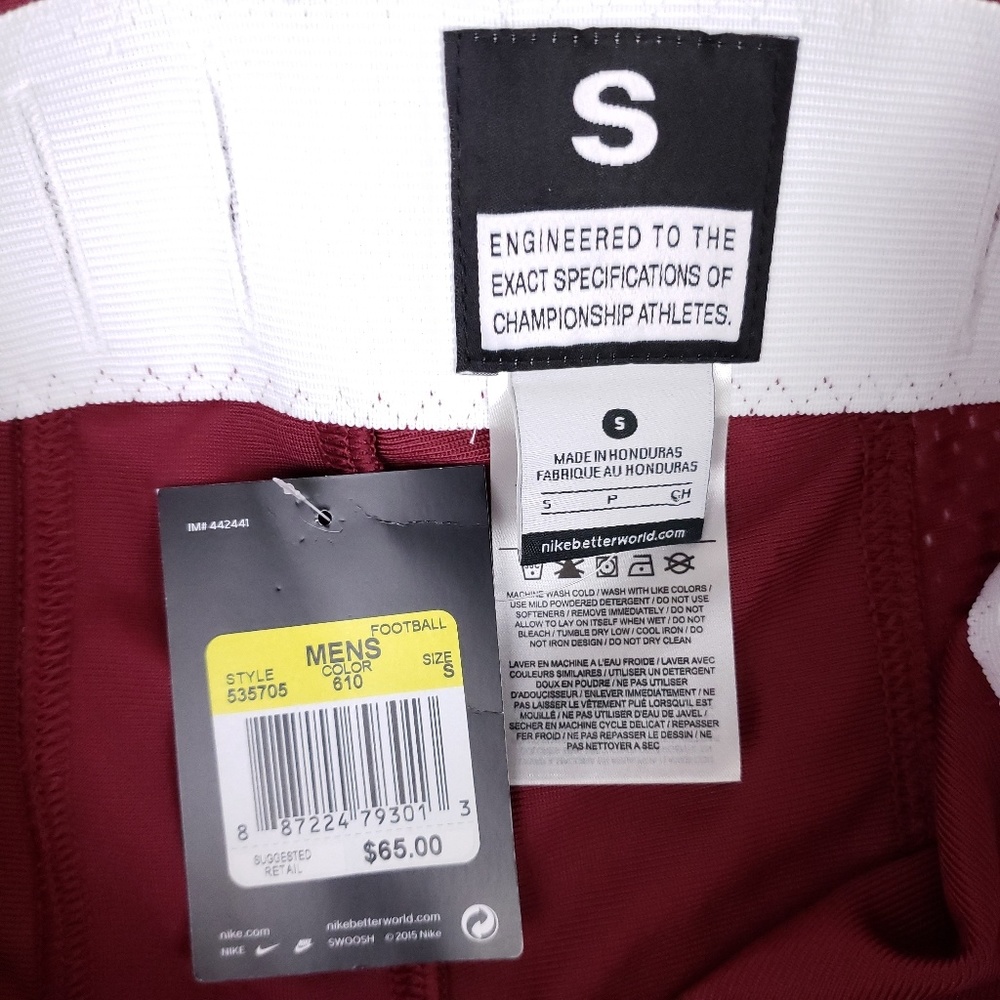 S
ENGINEERED TO THE
EXACT SPECIFICATIONS OF
CHAMPIONSHIP ATHLETES.
S
MADE IN HONDURAS
FABRIQUE AU HONDURAS
S P CH
nikebetterworld.com
MACHINE WASH COLD / WASH WITH LIKE COLORS /
USE MILD POWDERED DETERGENT / DO NOT USE
SOFTENERS / REMOVE IMMEDIATELY / DO NOT
ALLOW TO LAY ON ITSELF WHEN WET / DO NOT
BLEACH / TUMBLE DRY LOW / COOL IRON / DO
NOT IRON DESIGN / DO NOT DRY CLEAN
LAVER EN MACHINE A L'EAU FROIDE / LAVER AVEC
COULEURS SIMILAIRES / UTILISER UN DETERGENT
DOUX EN POUDRE / NE PAS UTILISER
D'ADOUCISSEUR / ENLEVER IMMEDIATEMENT / NE
PAS LAISSER LE VÊTEMENT PLIÉ LORSQU'IL EST
MOUILLÉ / NE PAS UTILISER D'EAU DE JAVEL /
SECHER EN MACHINE CYCLE DELICAT / REPASSER
FER FROID / NE PAS REPASSER LE DESSIN / NE
PAS NETTOYER A SEC
IM# 442441
FOOTBALL
MENS
STYLE COLOR SIZE
535705 610 S
8 87224 79301 3
SUGGESTED
RETAIL
$65.00
nike.com nikebetterworld.com
NIKE SWOOSH © 2015 Nike